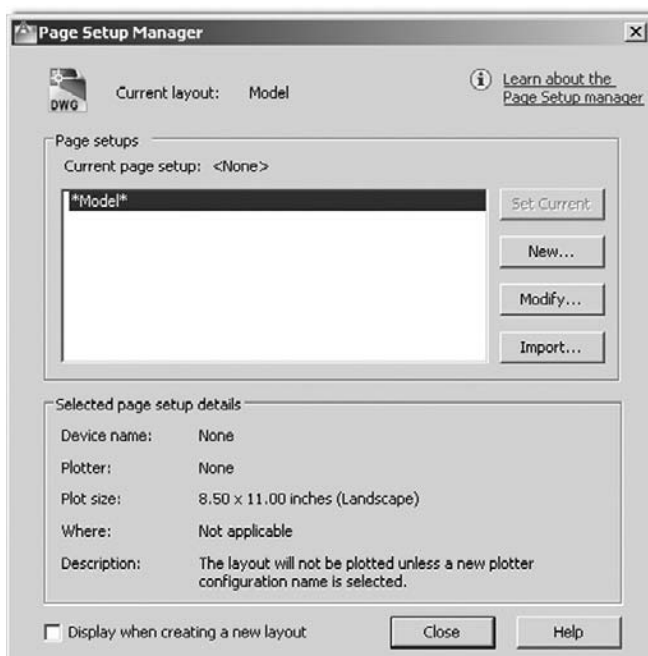 Page Setup Manager
DWG
Current layout: Model
Learn about the
Page Setup manager
Page setups
Current page setup: <None>
*Model*
Set Current
New...
Modify...
Import...
Selected page setup details
Device name: None
Plotter: None
Plot size: 8.50 x 11.00 inches (Landscape)
Where: Not applicable
Description: The layout will not be plotted unless a new plotter
configuration name is selected.
Display when creating a new layout
Close
Help